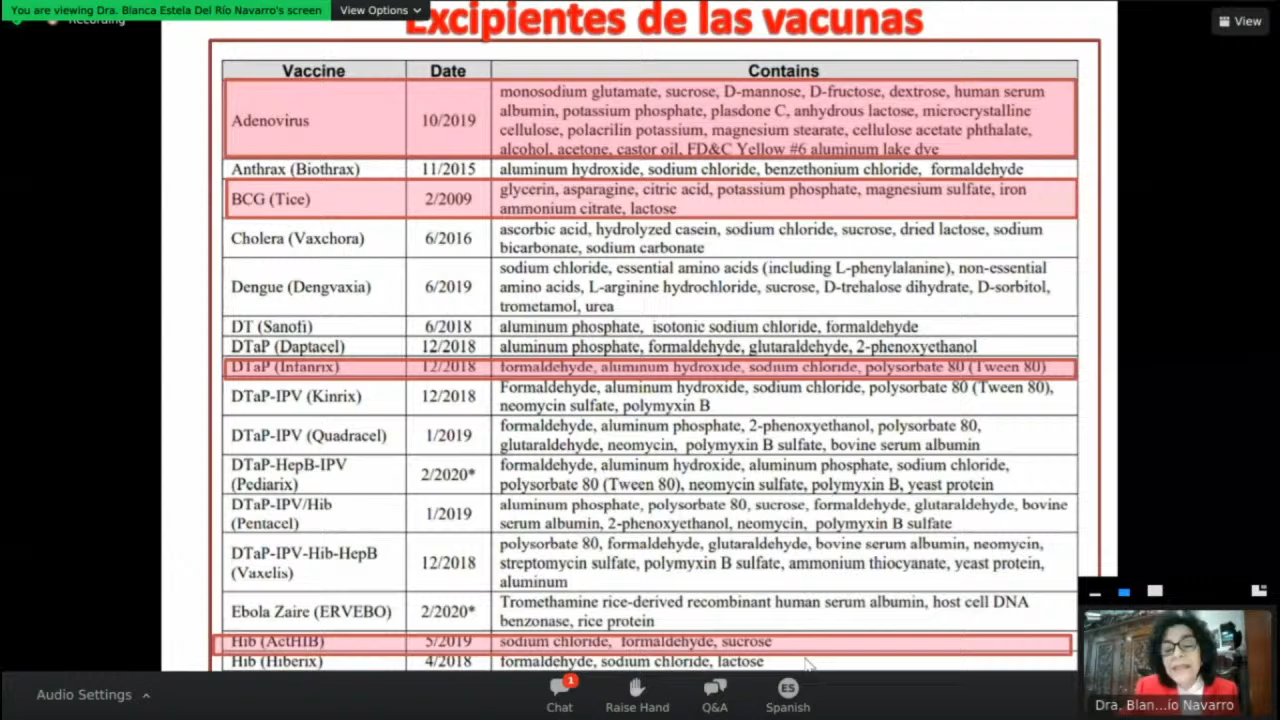 You are viewing Dra. Blanca Estela Del Río Navarro's screen
View Options
Recording
View
Excipientes de las vacunas
Vaccine Date Contains
Adenovirus 10/2019 monosodium glutamate, sucrose, D-mannose, D-fructose, dextrose, human serum
albumin, potassium phosphate, plasdone C, anhydrous lactose, microcrystalline
cellulose, polacrilin potassium, magnesium stearate, cellulose acetate phthalate,
alcohol, acetone, castor oil, FD&C Yellow #6 aluminum lake dye
Anthrax (Biothrax) 11/2015 aluminum hydroxide, sodium chloride, benzethonium chloride, formaldehyde
BCG (Tice) 2/2009 glycerin, asparagine, citric acid, potassium phosphate, magnesium sulfate, iron
ammonium citrate, lactose
Cholera (Vaxchora) 6/2016 ascorbic acid, hydrolyzed casein, sodium chloride, sucrose, dried lactose, sodium
bicarbonate, sodium carbonate
Dengue (Dengvaxia) 6/2019 sodium chloride, essential amino acids (including L-phenylalanine), non-essential
amino acids, L-arginine hydrochloride, sucrose, D-trehalose dihydrate, D-sorbitol,
trometamol, urea
DT (Sanofi) 6/2018 aluminum phosphate, isotonic sodium chloride, formaldehyde
DTaP (Daptacel) 12/2018 aluminum phosphate, formaldehyde, glutaraldehyde, 2-phenoxyethanol
DTaP (Infanrix) 12/2018 formaldehyde, aluminum hydroxide, sodium chloride, polysorbate 80 (Tween 80)
DTaP-IPV (Kinrix) 12/2018 Formaldehyde, aluminum hydroxide, sodium chloride, polysorbate 80 (Tween 80),
neomycin sulfate, polymyxin B
DTaP-IPV (Quadracel) 1/2019 formaldehyde, aluminum phosphate, 2-phenoxyethanol, polysorbate 80,
glutaraldehyde, neomycin, polymyxin B sulfate, bovine serum albumin
DTaP-HepB-IPV
(Pediarix) 2/2020* formaldehyde, aluminum hydroxide, aluminum phosphate, sodium chloride,
polysorbate 80 (Tween 80), neomycin sulfate, polymyxin B, yeast protein
DTaP-IPV/Hib
(Pentacel) 1/2019 aluminum phosphate, polysorbate 80, sucrose, formaldehyde, glutaraldehyde, bovine
serum albumin, 2-phenoxyethanol, neomycin, polymyxin B sulfate
DTaP-IPV-Hib-HepB
(Vaxelis) 12/2018 polysorbate 80, formaldehyde, glutaraldehyde, bovine serum albumin, neomycin,
streptomycin sulfate, polymyxin B sulfate, ammonium thiocyanate, yeast protein,
aluminum
Ebola Zaire (ERVEBO) 2/2020* Tromethamine rice-derived recombinant human serum albumin, host cell DNA
benzonase, rice protein
Hib (ActHIB) 5/2019 sodium chloride, formaldehyde, sucrose
Hib (Hiberix) 4/2018 formaldehyde, sodium chloride, lactose
Audio Settings
1
Chat
Raise Hand
Q&A
ES
Spanish
Dra. Blan...ío Navarro